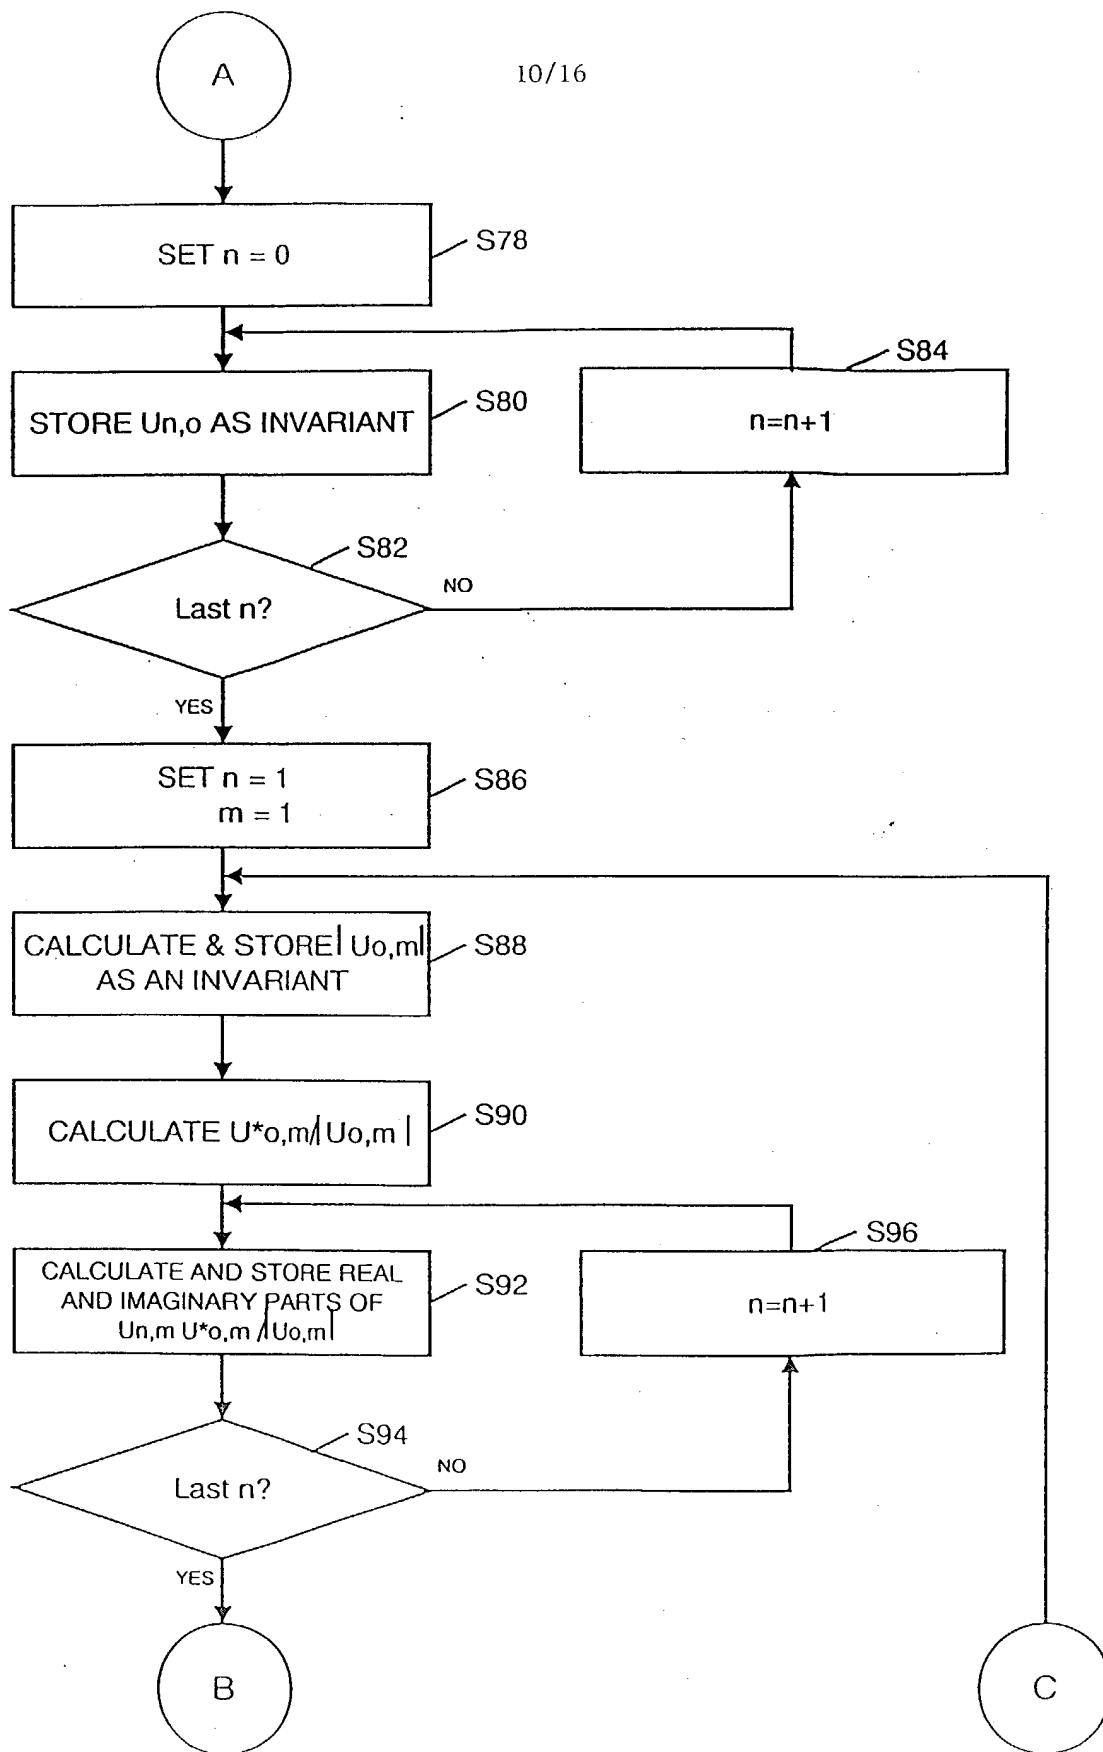 A
10/16
SET n = 0
S78
S84
STORE Un,o AS INVARIANT
S80
n=n+1
S82
Last n?
NO
YES
SET n = 1
m = 1
S86
CALCULATE & STORE| Uo,m|
AS AN INVARIANT
S88
CALCULATE U*o,m/|Uo,m |
S90
S96
CALCULATE AND STORE REAL
AND IMAGINARY PARTS OF
Un,m U*o,m /|Uo,m|
S92
n=n+1
S94
Last n?
NO
YES
B
C